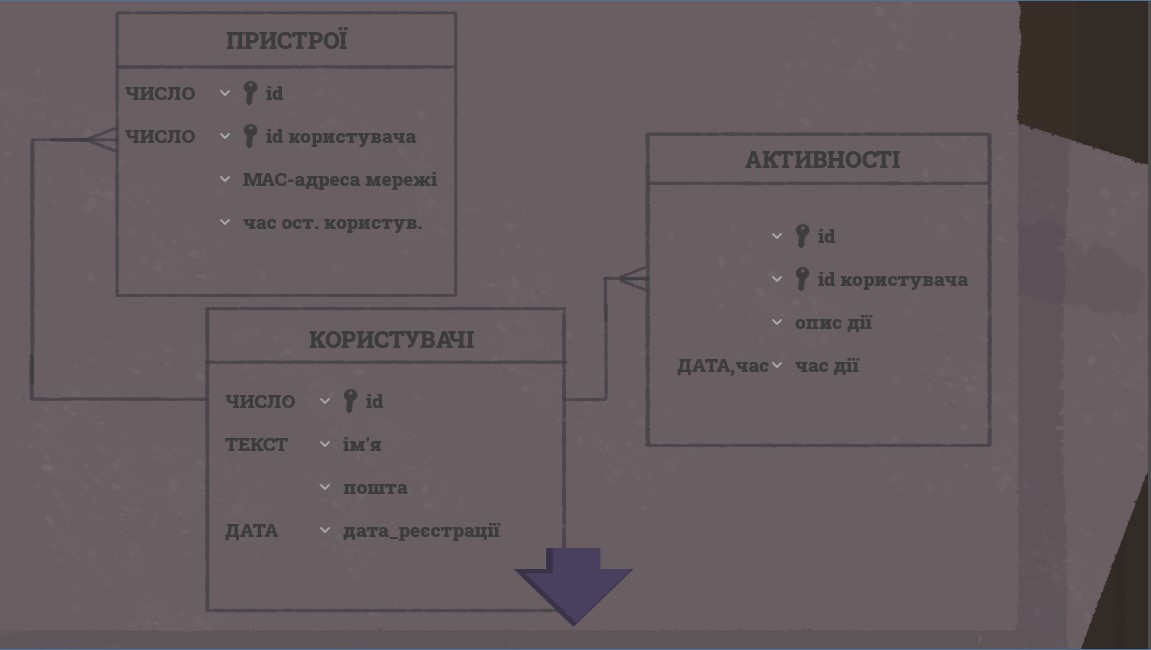 ПРИСТРОЇ
ЧИСЛО id
ЧИСЛО id користувача
MAC-адреса мережі
час ост. користув.
АКТИВНОСТІ
id
id користувача
опис дії
ДАТА,час час дії
КОРИСТУВАЧІ
ЧИСЛО id
ТЕКСТ ім'я
пошта
ДАТА дата_реєстрації